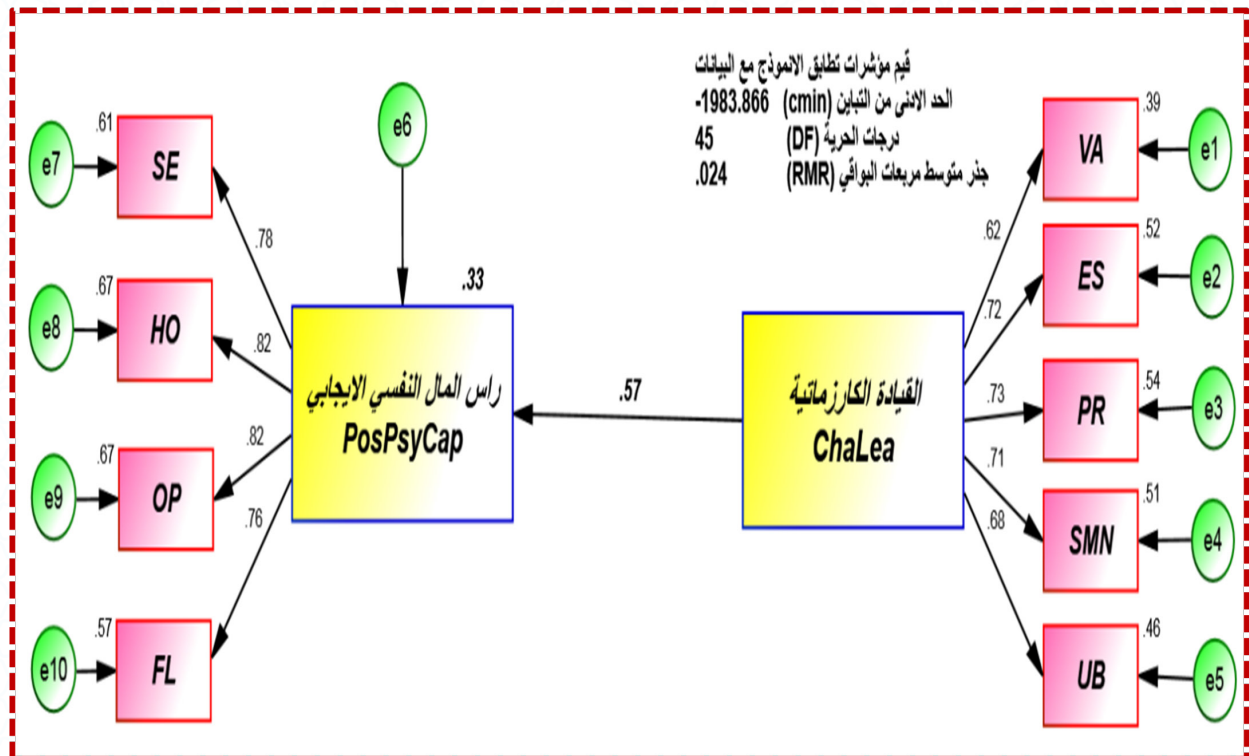 قيم مؤشرات تطابق الانموذج مع البيانات
الحد الادنى من التباين (cmin) -1983.866
درجات الحرية (DF) 45
جذر متوسط مربعات البواقي (RMR) .024
e6
e7
.61
SE
.78
e8
.67
HO
.82
e9
.67
OP
.82
e10
.57
FL
.76
.33
راس المال النفسي الايجابي
PosPsyCap
.57
القيادة الكارزماتية
ChaLea
.62
VA
.39
e1
.72
ES
.52
e2
.73
PR
.54
e3
.71
SMN
.51
e4
.68
UB
.46
e5